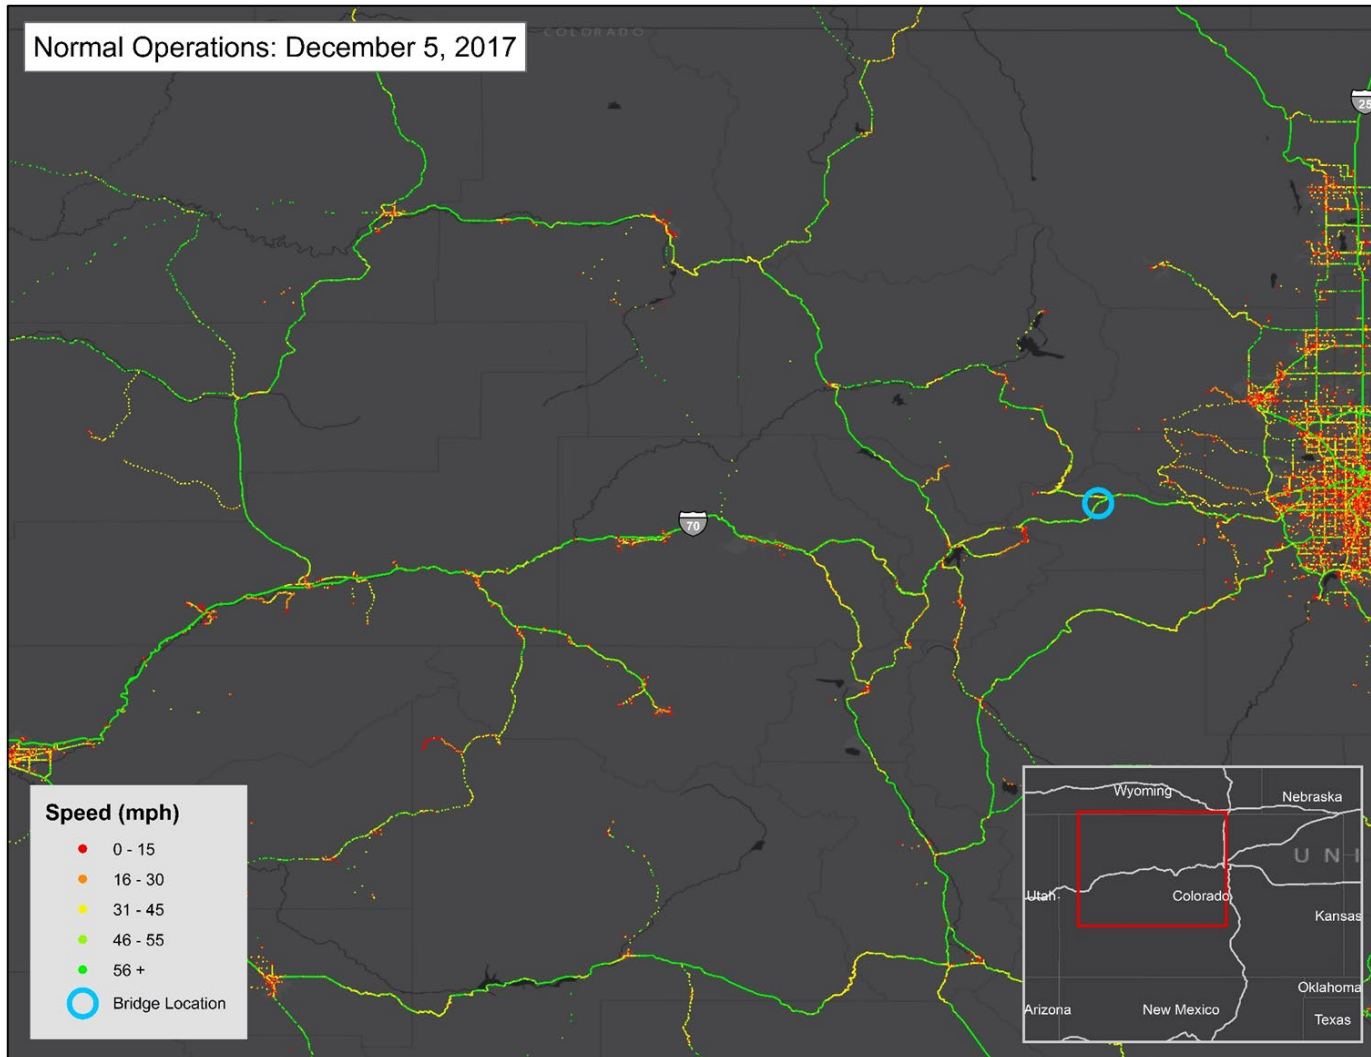 Normal Operations: December 5, 2017
COLORADO
25
70
Speed (mph)
0 - 15
16 - 30
31 - 45
46 - 55
56 +
Bridge Location
Wyoming
Nebraska
UNI
Utah
Colorado
Kansas
Oklahoma
Arizona
New Mexico
Texas